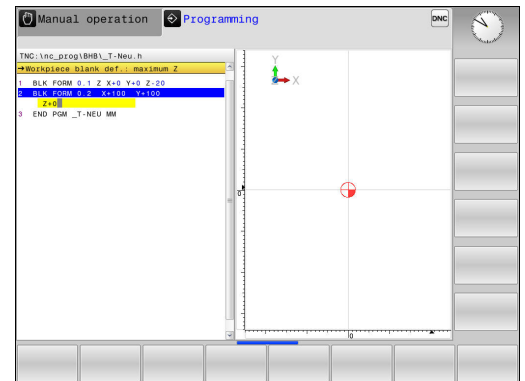 Manual operation
Programming
DNC
TNC:\nc_prog\BHB\_T-Neu.h
→Workpiece blank def.: maximum Z
1 BLK FORM 0.1 Z X+0 Y+0 Z-20
2 BLK FORM 0.2 X+100 Y+100
Z+0
3 END PGM _T-NEU MM
Y
X
0
0